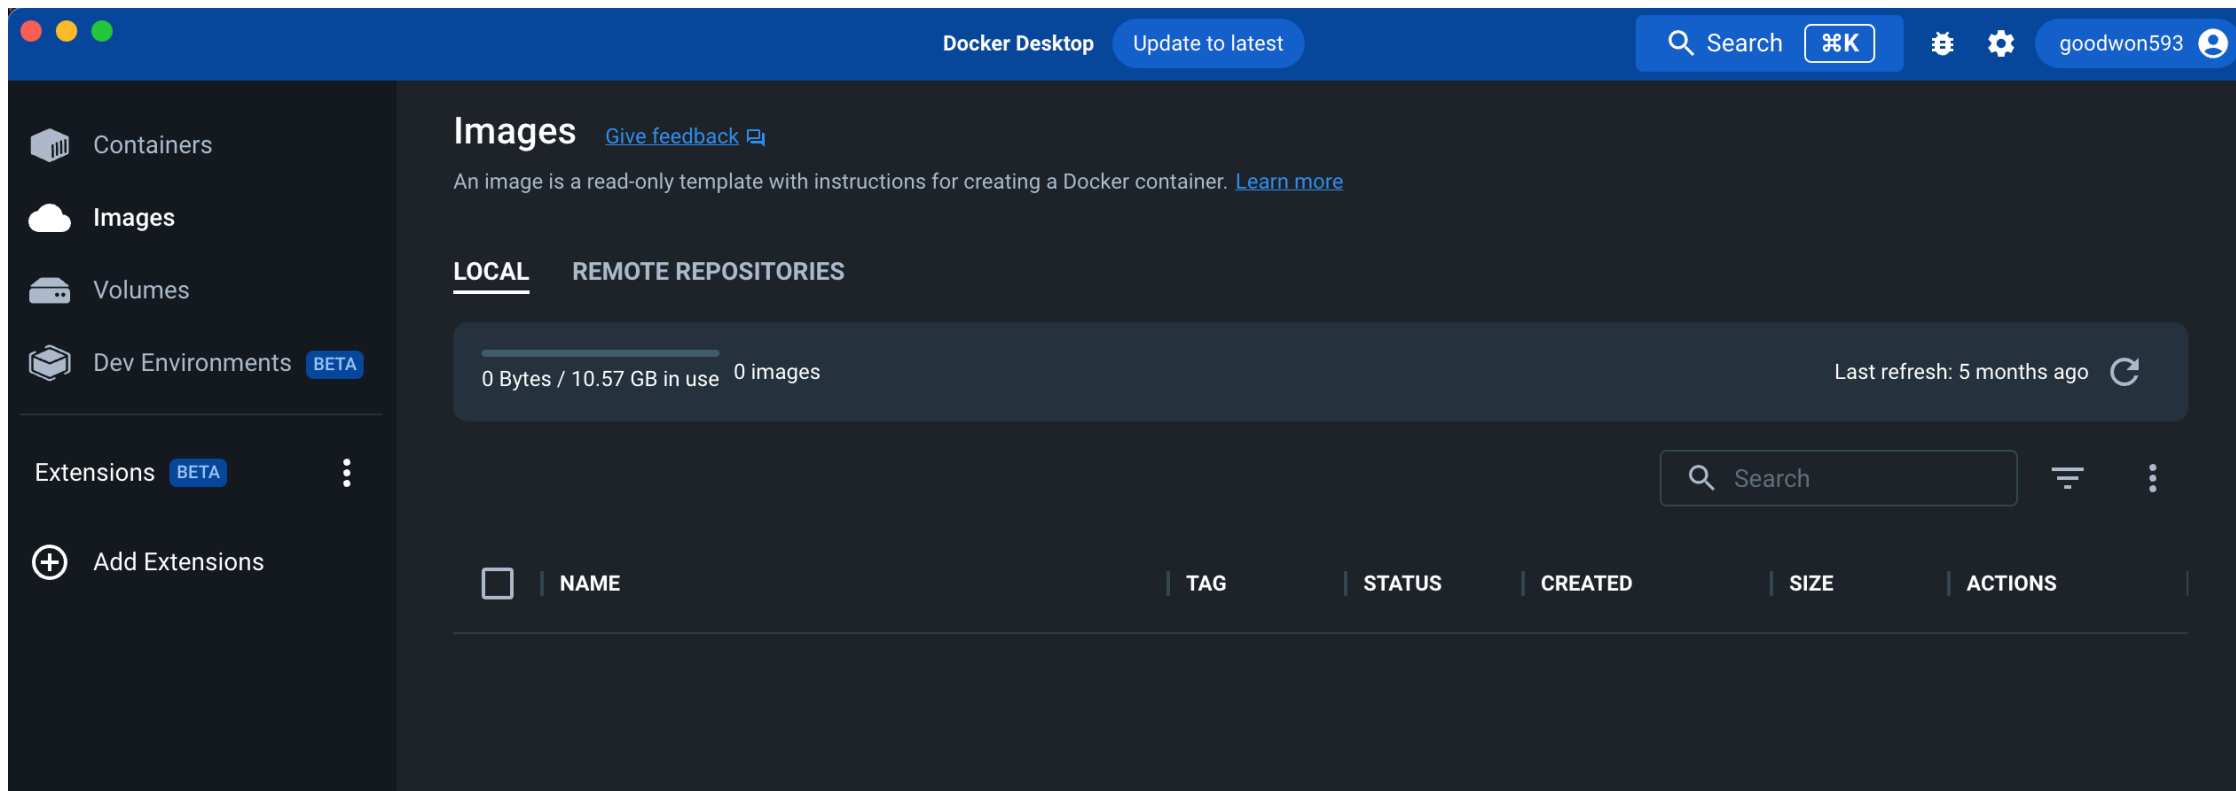 Docker Desktop Update to latest Search ⌘K goodwon593
Containers
Images
Volumes
Dev Environments BETA
Extensions BETA
Add Extensions
Images Give feedback
An image is a read-only template with instructions for creating a Docker container. Learn more
LOCAL REMOTE REPOSITORIES
0 Bytes / 10.57 GB in use 0 images Last refresh: 5 months ago
Search
NAME TAG STATUS CREATED SIZE ACTIONS